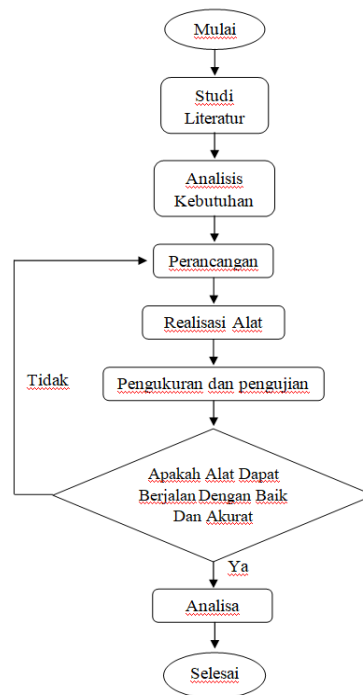 Mulai
Studi
Literatur
Analisis
Kebutuhan
Perancangan
Realisasi Alat
Tidak
Pengukuran dan pengujian
Apakah Alat Dapat
Berjalan Dengan Baik
Dan Akurat
Ya
Analisa
Selesai